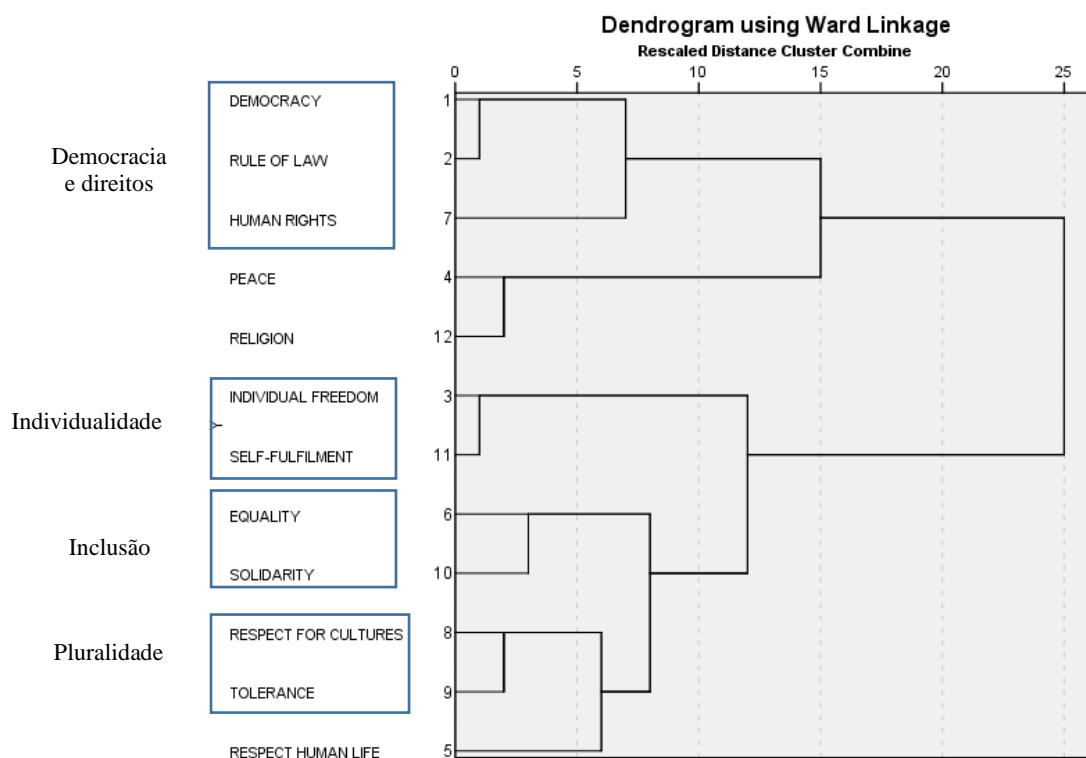 Dendrogram using Ward Linkage
Rescaled Distance Cluster Combine
0 5 10 15 20 25
Democracia
e direitos
DEMOCRACY 1
RULE OF LAW 2
HUMAN RIGHTS 7
PEACE 4
RELIGION 12
Individualidade
INDIVIDUAL FREEDOM 3
Y
SELF-FULFILMENT 11
Inclusão
EQUALITY 6
SOLIDARITY 10
Pluralidade
RESPECT FOR CULTURES 8
TOLERANCE 9
RESPECT HUMAN LIFE 5